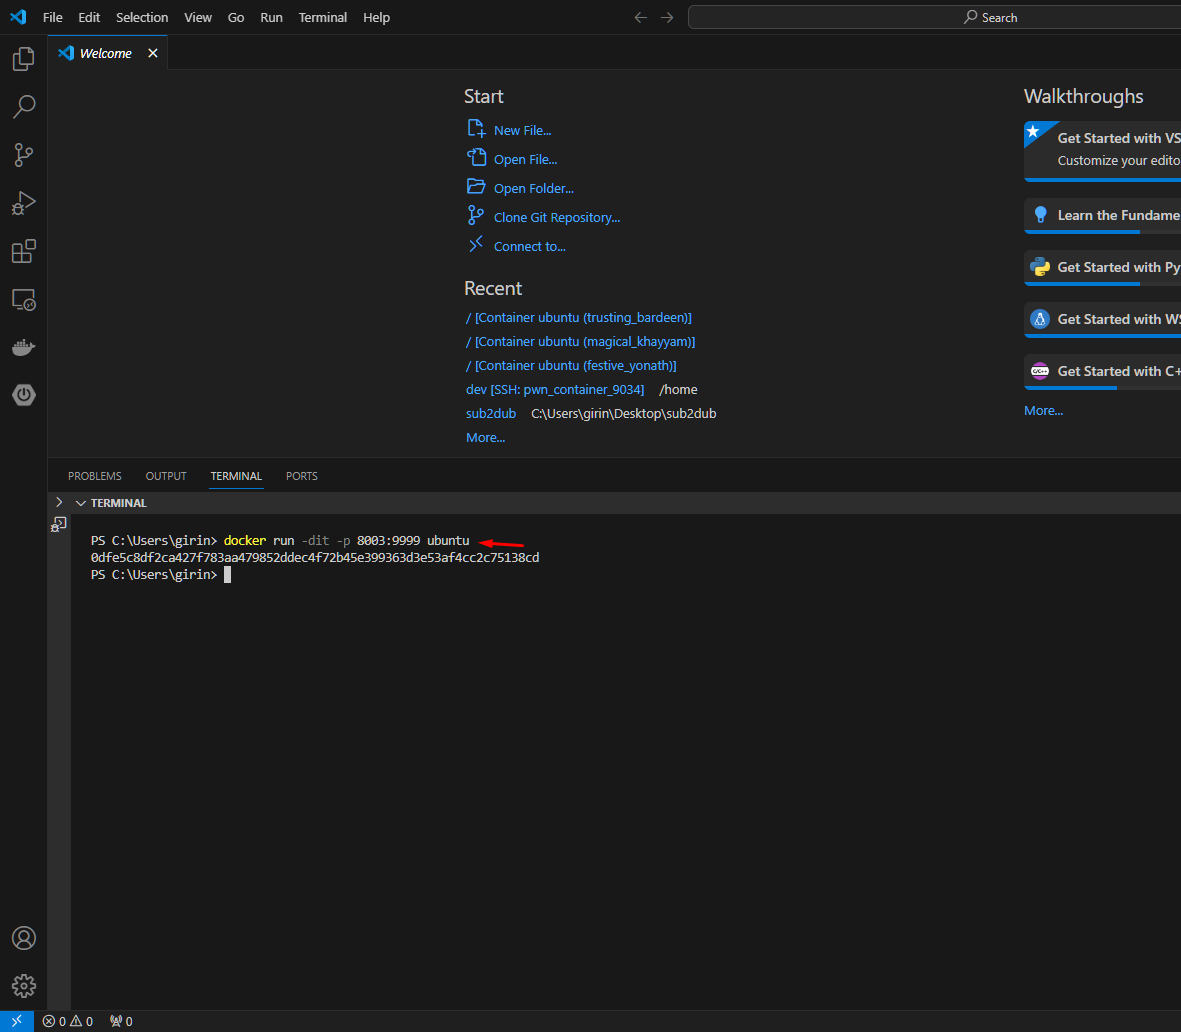 File Edit Selection View Go Run Terminal Help
Search
Welcome
Start
New File...
Open File...
Open Folder...
Clone Git Repository...
Connect to...
Recent
/ [Container ubuntu (trusting_bardeen)]
/ [Container ubuntu (magical_khayyam)]
/ [Container ubuntu (festive_yonath)]
dev [SSH: pwn_container_9034] /home
sub2dub C:\Users\girin\Desktop\sub2dub
More...
Walkthroughs
Get Started with VS
Customize your edito
Learn the Fundame
Get Started with Py
Get Started with WS
C/C++
Get Started with C+
More...
PROBLEMS OUTPUT TERMINAL PORTS
TERMINAL
PS C:\Users\girin> docker run -dit -p 8003:9999 ubuntu
0dfe5c8df2ca427f783aa479852ddec4f72b45e399363d3e53af4cc2c75138cd
PS C:\Users\girin>
0 0 0